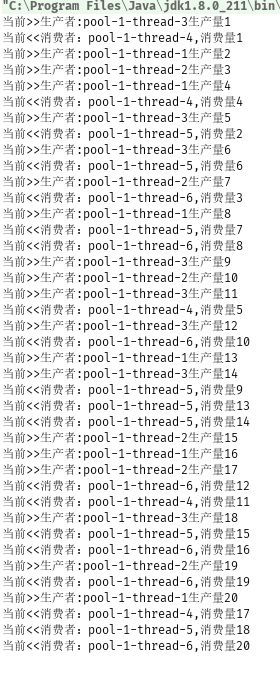 "C:\Program Files\Java\jdk1.8.0_211\bin\
当前>>生产者:pool-1-thread-3生产量1
当前<<消费者: pool-1-thread-4,消费量1
当前>>生产者:pool-1-thread-1生产量2
当前>>生产者:pool-1-thread-2生产量3
当前>>生产者:pool-1-thread-1生产量4
当前<<消费者: pool-1-thread-4,消费量4
当前>>生产者:pool-1-thread-3生产量5
当前<<消费者: pool-1-thread-5,消费量2
当前>>生产者:pool-1-thread-3生产量6
当前<<消费者: pool-1-thread-5,消费量6
当前>>生产者:pool-1-thread-2生产量7
当前<<消费者: pool-1-thread-6,消费量3
当前>>生产者:pool-1-thread-1生产量8
当前<<消费者: pool-1-thread-5,消费量7
当前<<消费者: pool-1-thread-6,消费量8
当前>>生产者:pool-1-thread-3生产量9
当前>>生产者:pool-1-thread-2生产量10
当前>>生产者:pool-1-thread-3生产量11
当前<<消费者: pool-1-thread-4,消费量5
当前>>生产者:pool-1-thread-3生产量12
当前<<消费者: pool-1-thread-6,消费量10
当前>>生产者:pool-1-thread-1生产量13
当前>>生产者:pool-1-thread-3生产量14
当前<<消费者: pool-1-thread-5,消费量9
当前<<消费者: pool-1-thread-5,消费量13
当前<<消费者: pool-1-thread-5,消费量14
当前>>生产者:pool-1-thread-2生产量15
当前>>生产者:pool-1-thread-1生产量16
当前>>生产者:pool-1-thread-2生产量17
当前<<消费者: pool-1-thread-6,消费量12
当前<<消费者: pool-1-thread-4,消费量11
当前>>生产者:pool-1-thread-3生产量18
当前<<消费者: pool-1-thread-5,消费量15
当前<<消费者: pool-1-thread-6,消费量16
当前>>生产者:pool-1-thread-2生产量19
当前<<消费者: pool-1-thread-6,消费量19
当前>>生产者:pool-1-thread-1生产量20
当前<<消费者: pool-1-thread-4,消费量17
当前<<消费者: pool-1-thread-5,消费量18
当前<<消费者: pool-1-thread-6,消费量20